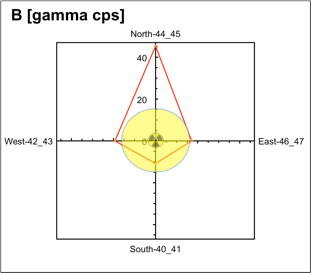 B [gamma cps]
North-44_45
40
20
West-42_43
0
East-46_47
South-40_41